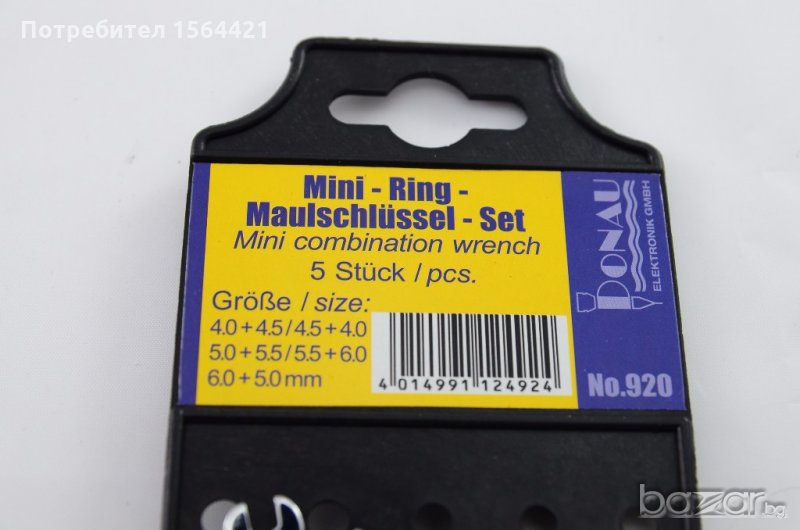 Потребител 1564421
Mini - Ring -
Maulschlüssel - Set
Mini combination wrench
5 Stück / pcs.
Größe / size:
4.0 + 4.5 / 4.5 + 4.0
5.0 + 5.5 / 5.5 + 6.0
6.0 + 5.0 mm
4 014991 124924
DONAU
ELEKTRONIK GMBH
No.920
bazar.bg